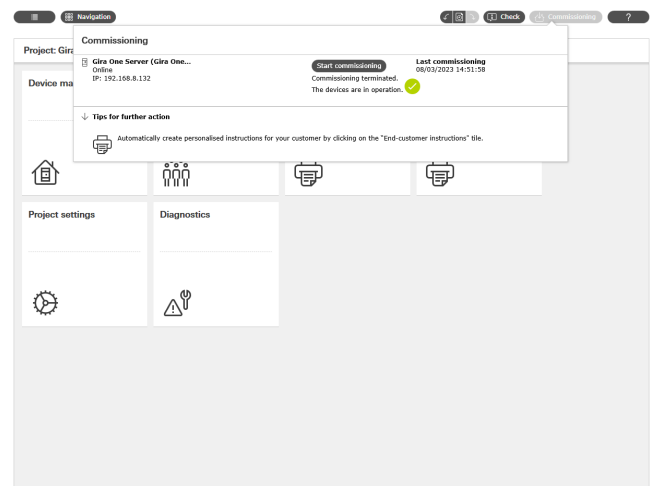 Navigation
Check
Commissioning
?
Project: Gira
Commissioning
Gira One Server (Gira One...
Online
IP: 192.168.8.132
Start commissioning
Commissioning terminated.
The devices are in operation.
Last commissioning
08/03/2023 14:51:58
Device ma
Tips for further action
Automatically create personalised instructions for your customer by clicking on the "End-customer instructions" tile.
Project settings
Diagnostics